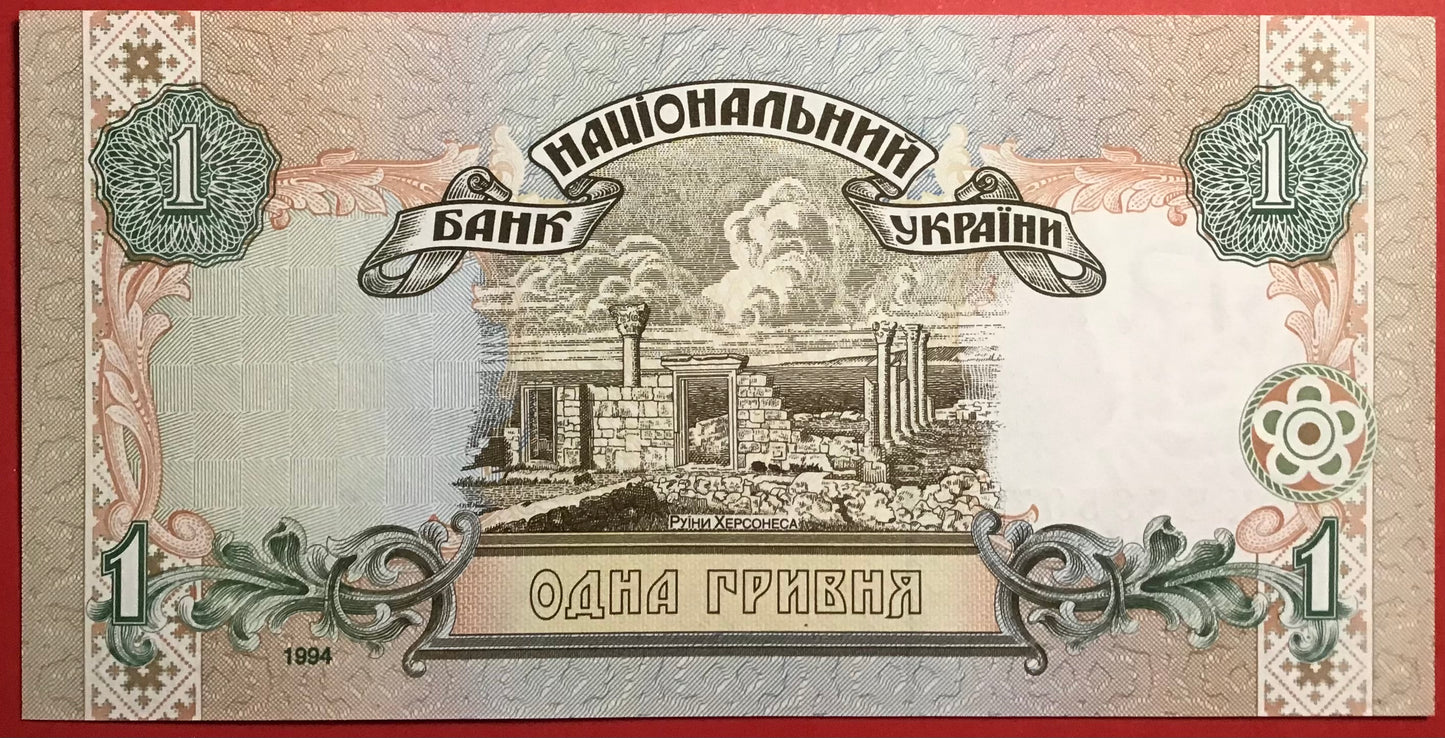 НАЦІОНАЛЬНИЙ
БАНК УКРАЇНИ
1
1
Руїни Херсонеса
1
1
ОДНА ГРИВНЯ
1994